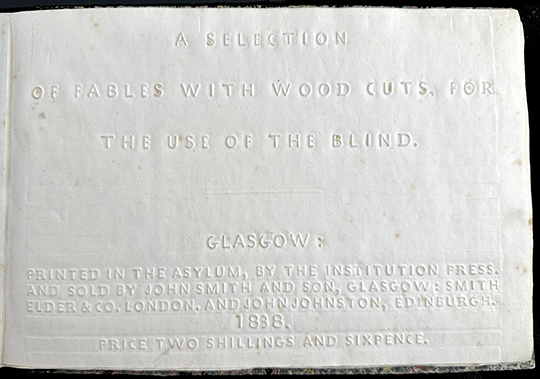 A SELECTION
OF FABLES WITH WOOD CUTS, FOR
THE USE OF THE BLIND.
GLASGOW:
PRINTED IN THE ASYLUM, BY THE INSTITUTION PRESS.
AND SOLD BY JOHN SMITH AND SON, GLASGOW: SMITH
ELDER & CO. LONDON. AND JOHN JOHNSTON, EDINBURGH.
1838.
PRICE TWO SHILLINGS AND SIXPENCE.